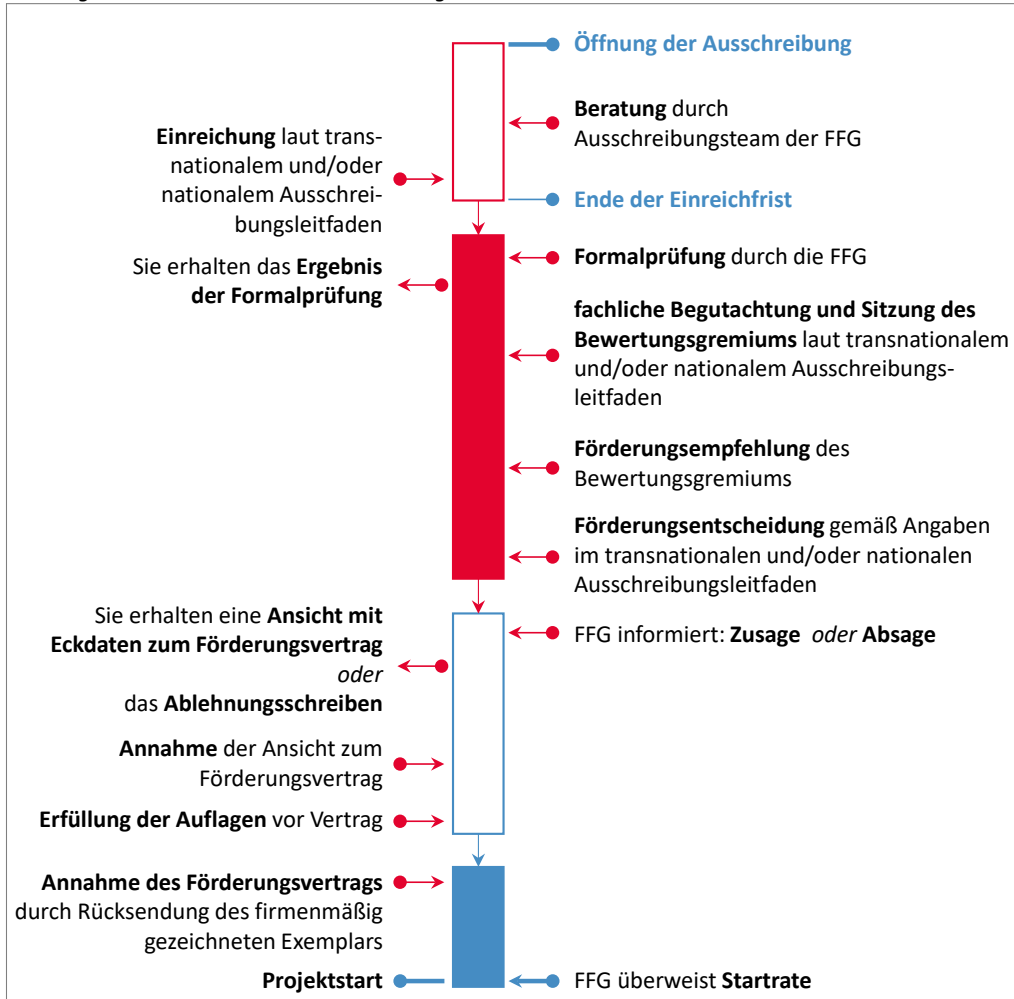 Öffnung der Ausschreibung
Beratung durch
Ausschreibungsteam der FFG
Einreichung laut trans-
nationalem und/oder
nationalem Ausschrei-
bungsleitfaden
Ende der Einreichfrist
Formalprüfung durch die FFG
Sie erhalten das Ergebnis
der Formalprüfung
fachliche Begutachtung und Sitzung des
Bewertungsgremiums laut transnationalem
und/oder nationalem Ausschreibungs-
leitfaden
Förderungsempfehlung des
Bewertungsgremiums
Förderungsentscheidung gemäß Angaben
im transnationalen und/oder nationalen
Ausschreibungsleitfaden
FFG informiert: Zusage oder Absage
Sie erhalten eine Ansicht mit
Eckdaten zum Förderungsvertrag
oder
das Ablehnungsschreiben
Annahme der Ansicht zum
Förderungsvertrag
Erfüllung der Auflagen vor Vertrag
Annahme des Förderungsvertrags
durch Rücksendung des firmenmäßig
gezeichneten Exemplars
Projektstart
FFG überweist Startrate